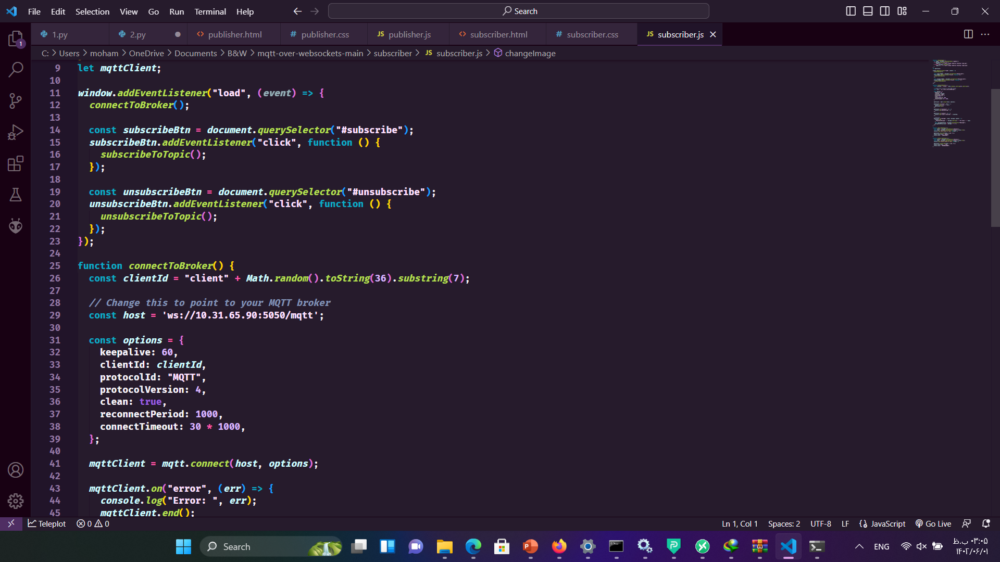 File Edit Selection View Go Run Terminal Help
Search
1.py
2.py
<> publisher.html
# publisher.css
JS publisher.js
<> subscriber.html
# subscriber.css
JS subscriber.js
C: > Users > moham > OneDrive > Documents > B&W > mqtt-over-websockets-main > subscriber > JS subscriber.js > changeImage
1
9 let mqttClient;
10
11 window.addEventListener("load", (event) => {
12 connectToBroker();
13
14 const subscribeBtn = document.querySelector("#subscribe");
15 subscribeBtn.addEventListener("click", function () {
16 subscribeToTopic();
17 });
18
19 const unsubscribeBtn = document.querySelector("#unsubscribe");
20 unsubscribeBtn.addEventListener("click", function () {
21 unsubscribeToTopic();
22 });
23 });
24
25 function connectToBroker() {
26 const clientId = "client" + Math.random().toString(36).substring(7);
27
28 // Change this to point to your MQTT broker
29 const host = 'ws://10.31.65.90:5050/mqtt';
30
31 const options = {
32 keepalive: 60,
33 clientId: clientId,
34 protocolId: "MQTT",
35 protocolVersion: 4,
36 clean: true,
37 reconnectPeriod: 1000,
38 connectTimeout: 30 * 1000,
39 };
40
41 mqttClient = mqtt.connect(host, options);
42
43 mqttClient.on("error", (err) => {
44 console.log("Error: ", err);
45 mqttClient.end();
Teleplot 0 0
Ln 1, Col 1 Spaces: 2 UTF-8 LF {} JavaScript Go Live
Search
ENG
۰۳:۰۵ ب.ظ
۱۴۰۲/۰۶/۰۱